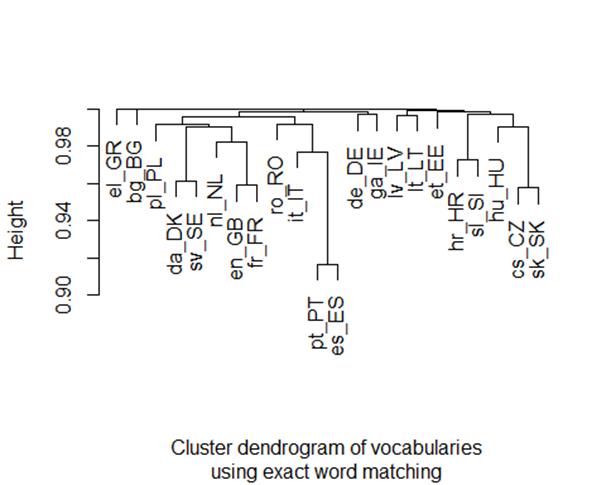 Height
0.98
0.94
0.90
el_GR
bg_BG
pl_PL
da_DK
sv_SE
nl_NL
en_GB
fr_FR
ro_RO
it_IT
pt_PT
es_ES
de_DE
ga_IE
lv_LV
lt_LT
et_EE
hr_HR
sl_SI
hu_HU
cs_CZ
sk_SK
Cluster dendrogram of vocabularies
using exact word matching